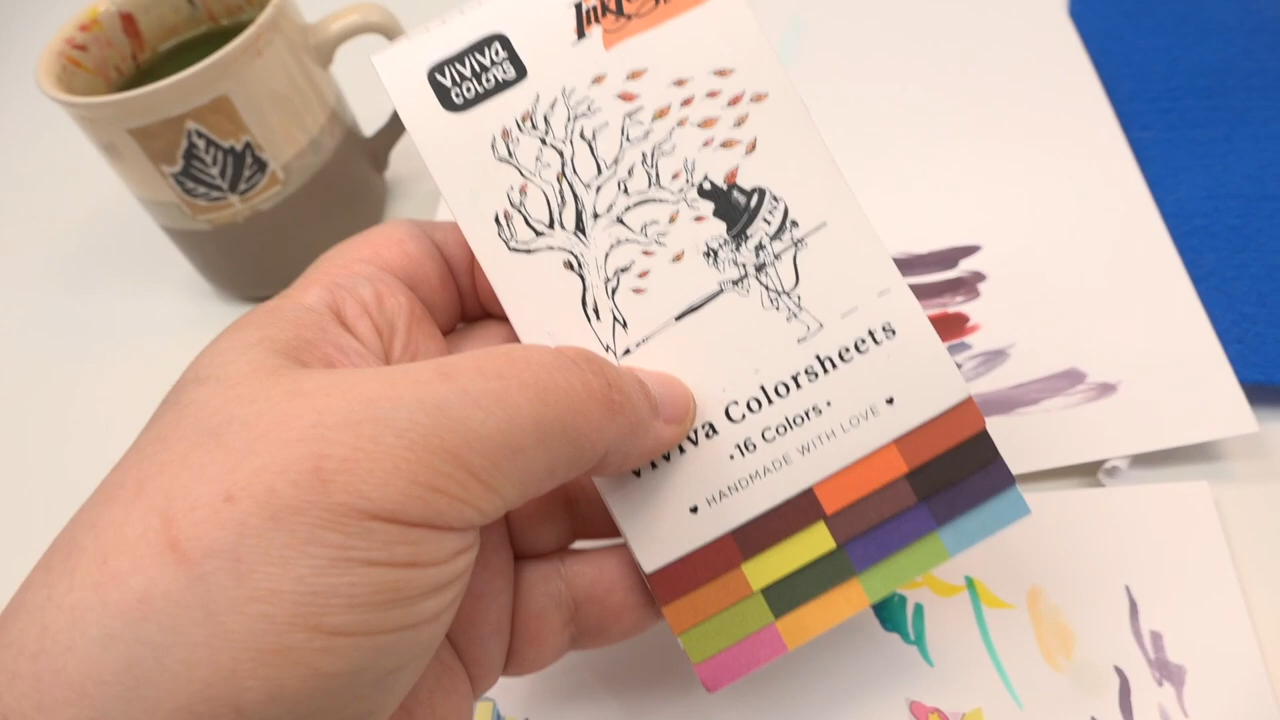 VIVIVA
COLORS
Viviva Colorsheets
•16 Colors•
♥ HANDMADE WITH LOVE ♥